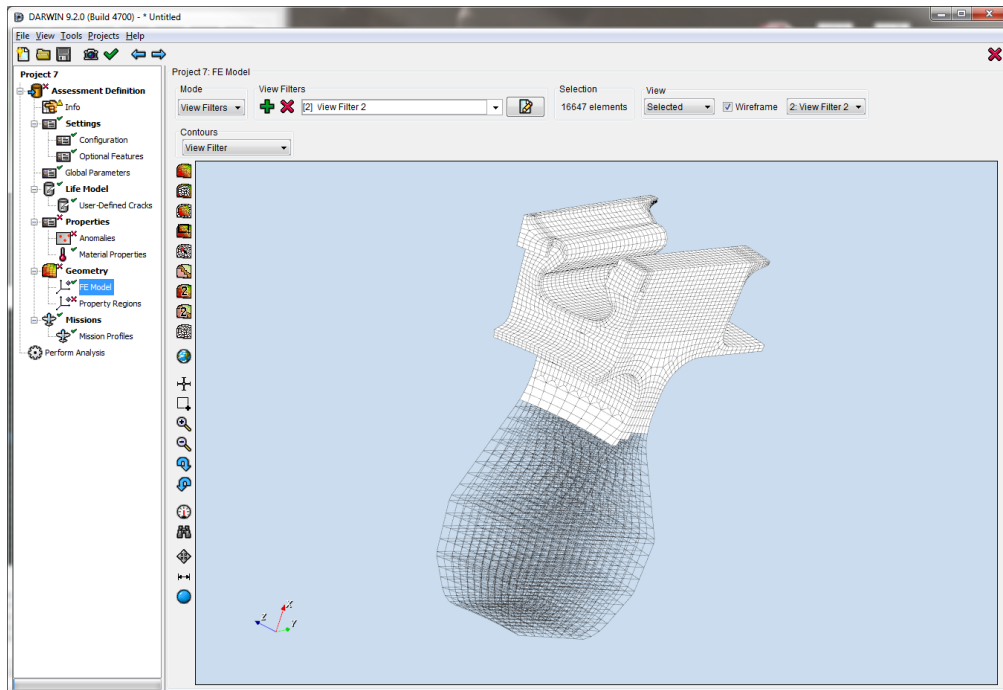 DARWIN 9.2.0 (Build 4700) - * Untitled
File View Tools Projects Help
Project 7
Assessment Definition
Info
Settings
Configuration
Optional Features
Global Parameters
Life Model
User-Defined Cracks
Properties
Anomalies
Material Properties
Geometry
FE Model
Property Regions
Missions
Mission Profiles
Perform Analysis
Project 7: FE Model
Mode
View Filters
View Filters
[2] View Filter 2
Selection
16647 elements
View
Selected
Wireframe
2: View Filter 2
Contours
View Filter
2
2
X
Z
Y